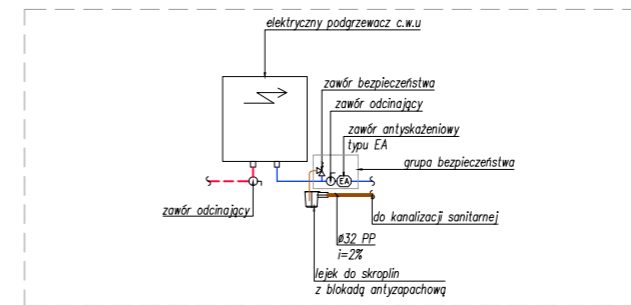 elektryczny podgrzewacz c.w.u
zawór bezpieczeństwa
zawór odcinający
zawór antyskażeniowy
typu EA
grupa bezpieczeństwa
EA
zawór odcinający
do kanalizacji sanitarnej
ø32 PP
i=2%
lejek do skroplin
z blokadą antyzapachową